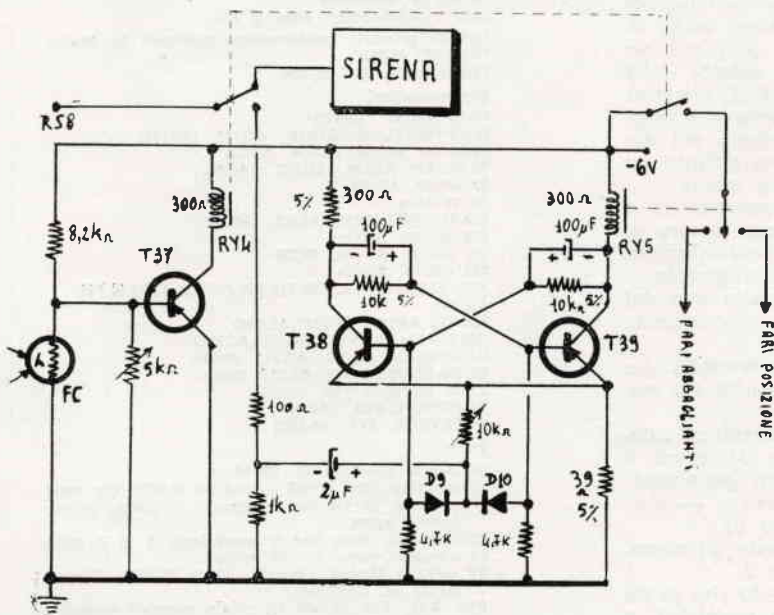 SIRENA
RS8
-6V
300Ω
RY4
5%
300Ω
300Ω
RY5
8,2kΩ
100µF
- +
100µF
- +
T37
10k 5%
10kΩ 5%
T38
T39
5kΩ
FC
100Ω
10kΩ
- +
2µF
D9
D10
39
Ω
5%
1kΩ
4,7K
4,7K
FARI ABBAGLIANTI
FARI POSIZIONE